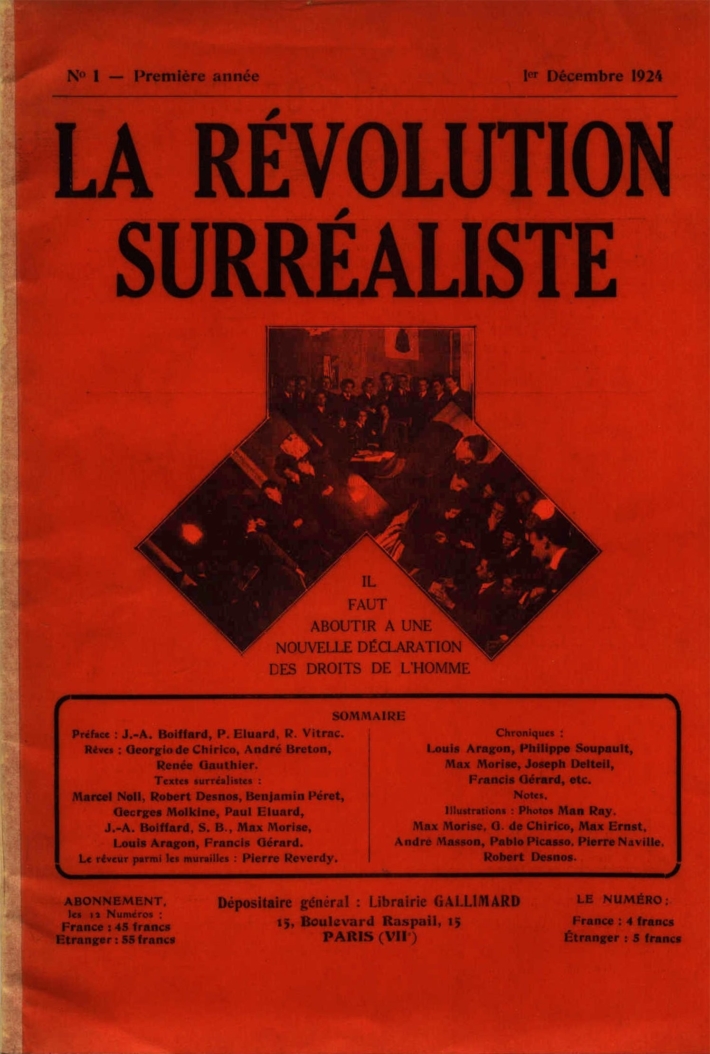 Nº 1 — Première année
1er Décembre 1924
LA RÉVOLUTION
SURRÉALISTE
IL
FAUT
ABOUTIR A UNE
NOUVELLE DÉCLARATION
DES DROITS DE L'HOMME
SOMMAIRE
Préface : J.-A. Boiffard, P. Eluard, R. Vitrac.
Rêves : Georgio de Chirico, André Breton,
Renée Gauthier.
Textes surréalistes :
Marcel Noll, Robert Desnos, Benjamin Péret,
Georges Malkine, Paul Eluard,
J.-A. Boiffard, S. B., Max Morise,
Louis Aragon, Francis Gérard.
Le rêveur parmi les murailles : Pierre Reverdy.
Chroniques :
Louis Aragon, Philippe Soupault,
Max Morise, Joseph Delteil,
Francis Gérard, etc.
Notes.
Illustrations : Photos Man Ray.
Max Morise, G. de Chirico, Max Ernst,
André Masson, Pablo Picasso, Pierre Naville.
Robert Desnos.
ABONNEMENT,
les 12 Numéros :
France : 45 francs
Etranger : 55 francs
Dépositaire général : Librairie GALLIMARD
15, Boulevard Raspail, 15
PARIS (VIIe)
LE NUMÉRO :
France : 4 francs
Étranger : 5 francs